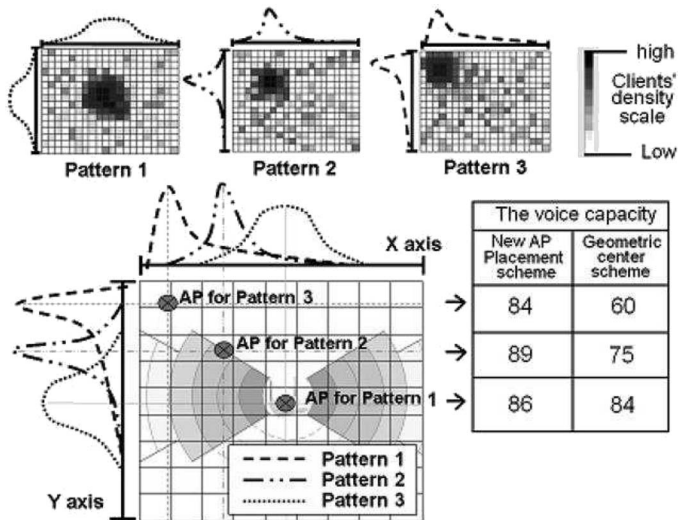 high
Clients'
density
scale
Low
Pattern 1
Pattern 2
Pattern 3
X axis
AP for Pattern 3
AP for Pattern 2
AP for Pattern 1
Pattern 1
Pattern 2
Pattern 3
Y axis
The voice capacity
New AP
Placement
scheme
Geometric
center
scheme
84 60
89 75
86 84